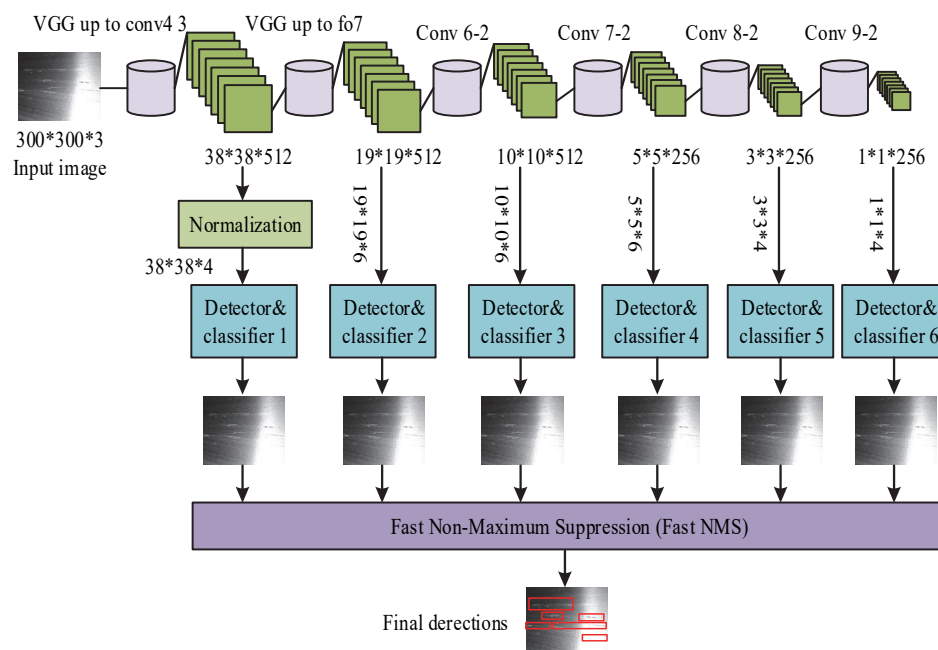 VGG up to conv4 3
VGG up to fo7
Conv 6-2
Conv 7-2
Conv 8-2
Conv 9-2
300*300*3
Input image
38*38*512
19*19*512
10*10*512
5*5*256
3*3*256
1*1*256
Normalization
38*38*4
19*19*6
10*10*6
5*5*6
3*3*4
1*1*4
Detector&
classifier 1
Detector&
classifier 2
Detector&
classifier 3
Detector&
classifier 4
Detector&
classifier 5
Detector&
classifier 6
Fast Non-Maximum Suppression (Fast NMS)
Final derections